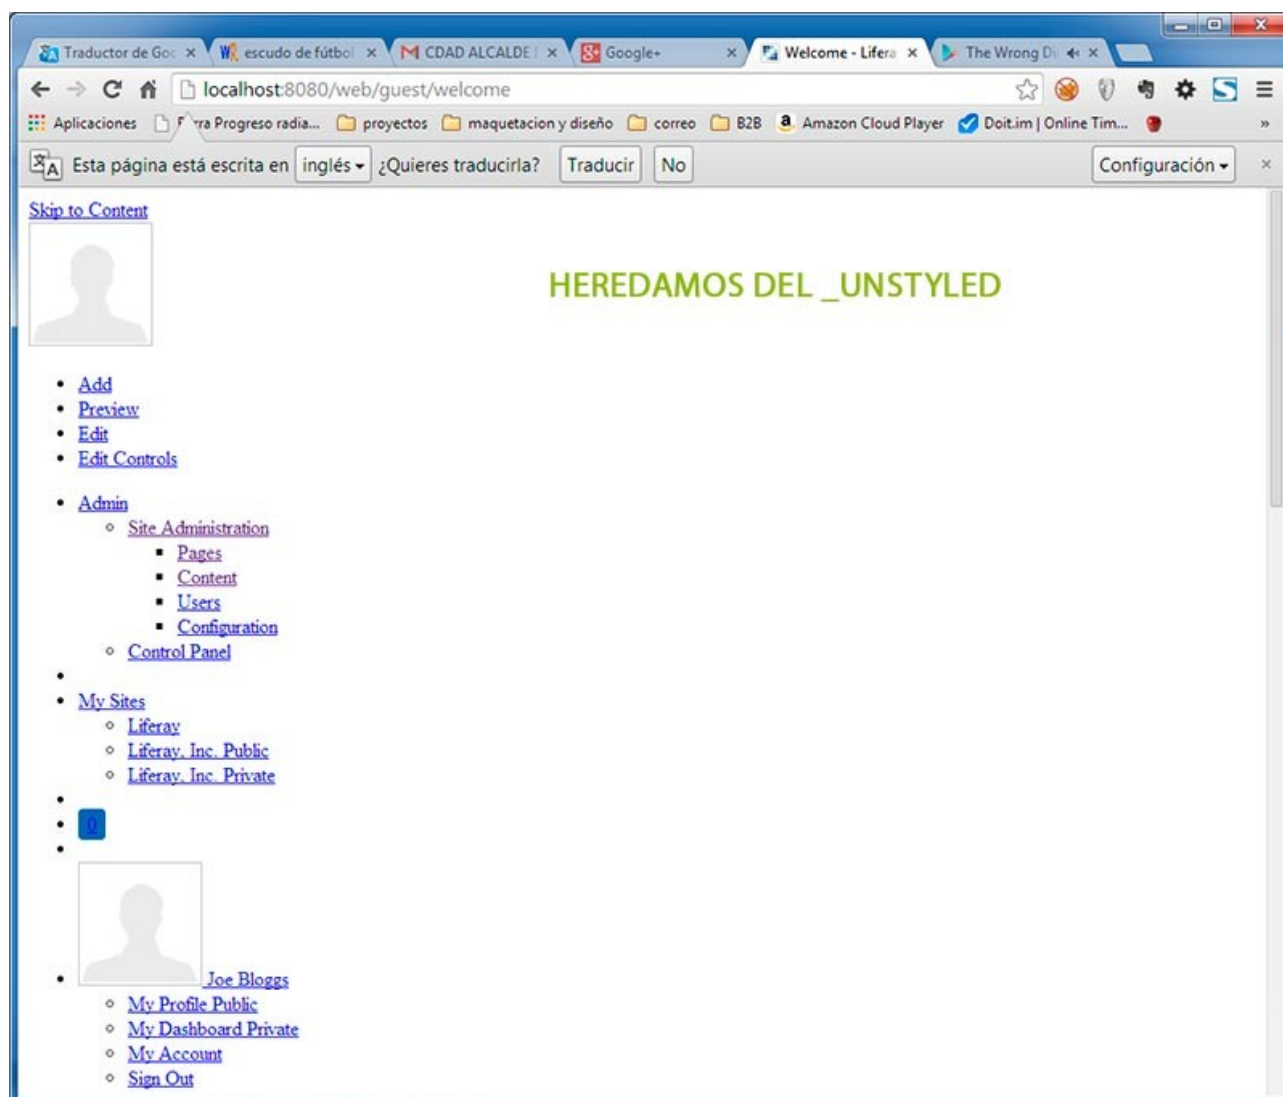 Traductor de Goo
escudo de fútbol
CDAD ALCALDE
Google+
Welcome - Lifera
The Wrong Di
localhost:8080/web/guest/welcome
Aplicaciones
Progreso radia...
proyectos
maquetacion y diseño
correo
B2B
Amazon Cloud Player
Doit.im | Online Tim...
»
Esta página está escrita en inglés ¿Quieres traducirla? Traducir No Configuración
Skip to Content
HEREDAMOS DEL _UNSTYLED
Add
Preview
Edit
Edit Controls
Admin
Site Administration
Pages
Content
Users
Configuration
Control Panel
My Sites
Liferay
Liferay, Inc. Public
Liferay, Inc. Private
0
Joe Bloggs
My Profile Public
My Dashboard Private
My Account
Sign Out